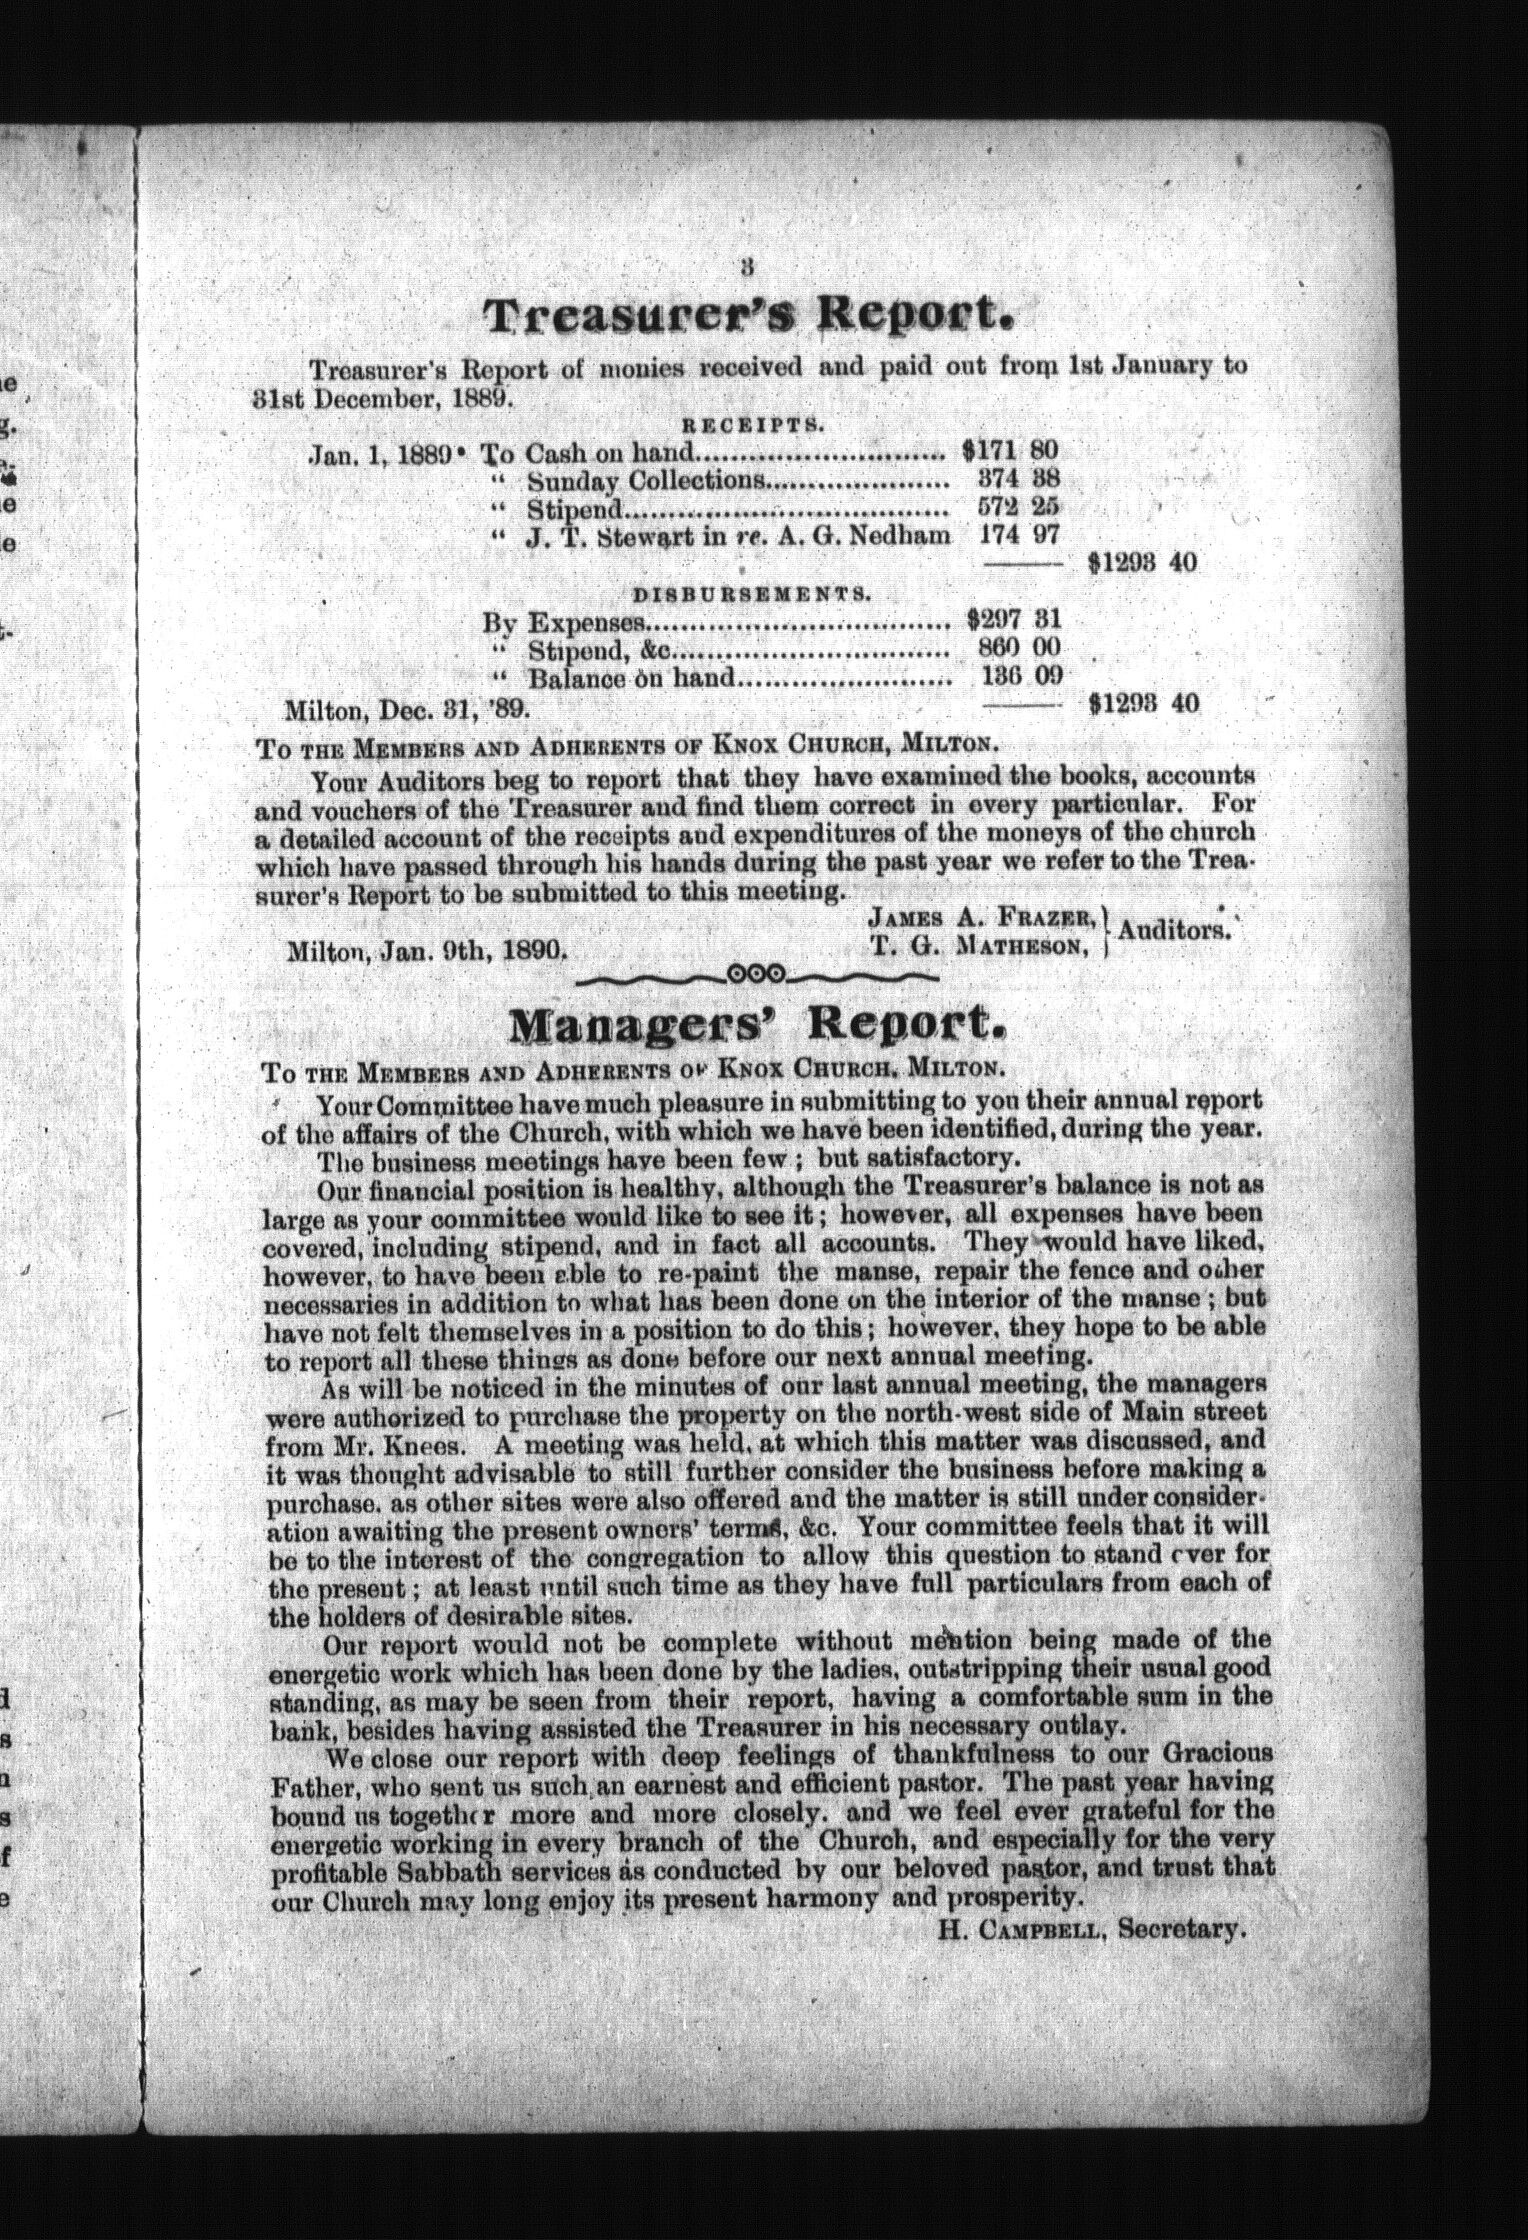 3
Treasurer's Report.
Treasurer's Report of monies received and paid out from 1st January to
31st December, 1889.
RECEIPTS.
Jan. 1, 1889 To Cash on hand............................ $171 80
" Sunday Collections.................... 374 38
" Stipend.................................... 572 25
" J. T. Stewart in re. A. G. Nedham 174 97
$1293 40
DISBURSEMENTS.
By Expenses.................................. $297 31
" Stipend, &c............................... 860 00
" Balance on hand........................ 136 09
Milton, Dec. 31, '89. $1293 40
TO THE MEMBERS AND ADHERENTS OF KNOX CHURCH, MILTON.
Your Auditors beg to report that they have examined the books, accounts
and vouchers of the Treasurer and find them correct in every particular. For
a detailed account of the receipts and expenditures of the moneys of the church
which have passed through his hands during the past year we refer to the Trea-
surer's Report to be submitted to this meeting.
JAMES A. FRAZER, } Auditors.
T. G. MATHESON,
Milton, Jan. 9th, 1890.
Managers' Report.
TO THE MEMBERS AND ADHERENTS OF KNOX CHURCH, MILTON.
Your Committee have much pleasure in submitting to you their annual report
of the affairs of the Church, with which we have been identified, during the year.
The business meetings have been few ; but satisfactory.
Our financial position is healthy, although the Treasurer's balance is not as
large as your committee would like to see it ; however, all expenses have been
covered, including stipend, and in fact all accounts. They would have liked,
however, to have been able to re-paint the manse, repair the fence and other
necessaries in addition to what has been done on the interior of the manse ; but
have not felt themselves in a position to do this ; however, they hope to be able
to report all these things as done before our next annual meeting.
As will be noticed in the minutes of our last annual meeting, the managers
were authorized to purchase the property on the north-west side of Main street
from Mr. Knees. A meeting was held, at which this matter was discussed, and
it was thought advisable to still further consider the business before making a
purchase, as other sites were also offered and the matter is still under consider-
ation awaiting the present owners' terms, &c. Your committee feels that it will
be to the interest of the congregation to allow this question to stand over for
the present ; at least until such time as they have full particulars from each of
the holders of desirable sites.
Our report would not be complete without mention being made of the
energetic work which has been done by the ladies, outstripping their usual good
standing, as may be seen from their report, having a comfortable sum in the
bank, besides having assisted the Treasurer in his necessary outlay.
We close our report with deep feelings of thankfulness to our Gracious
Father, who sent us such an earnest and efficient pastor. The past year having
bound us together more and more closely, and we feel ever grateful for the
energetic working in every branch of the Church, and especially for the very
profitable Sabbath services as conducted by our beloved pastor, and trust that
our Church may long enjoy its present harmony and prosperity.
H. CAMPBELL, Secretary.